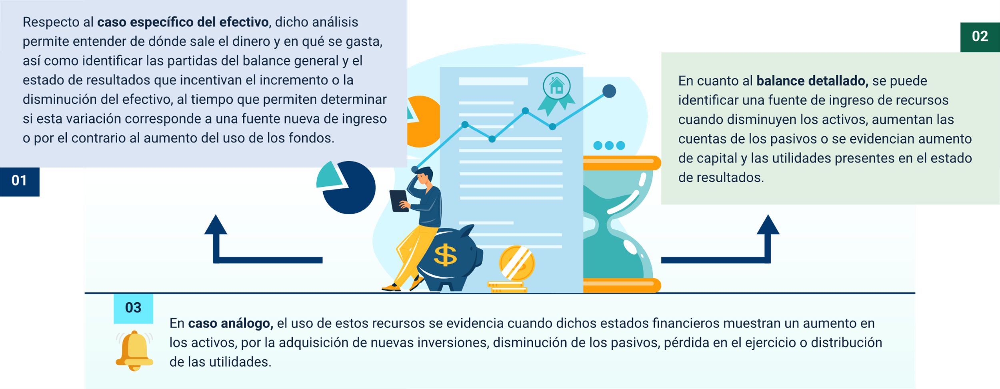 Respecto al caso específico del efectivo, dicho análisis
permite entender de dónde sale el dinero y en qué se gasta,
así como identificar las partidas del balance general y el
estado de resultados que incentivan el incremento o la
disminución del efectivo, al tiempo que permiten determinar
si esta variación corresponde a una fuente nueva de ingreso
o por el contrario al aumento del uso de los fondos.
01
02
En cuanto al balance detallado, se puede
identificar una fuente de ingreso de recursos
cuando disminuyen los activos, aumentan las
cuentas de los pasivos o se evidencian aumento
de capital y las utilidades presentes en el estado
de resultados.
$
03
En caso análogo, el uso de estos recursos se evidencia cuando dichos estados financieros muestran un aumento en
los activos, por la adquisición de nuevas inversiones, disminución de los pasivos, pérdida en el ejercicio o distribución
de las utilidades.